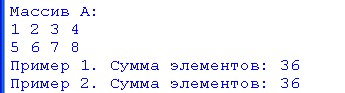 Массив A:
1 2 3 4
5 6 7 8
Пример 1. Сумма элементов: 36
Пример 2. Сумма элементов: 36